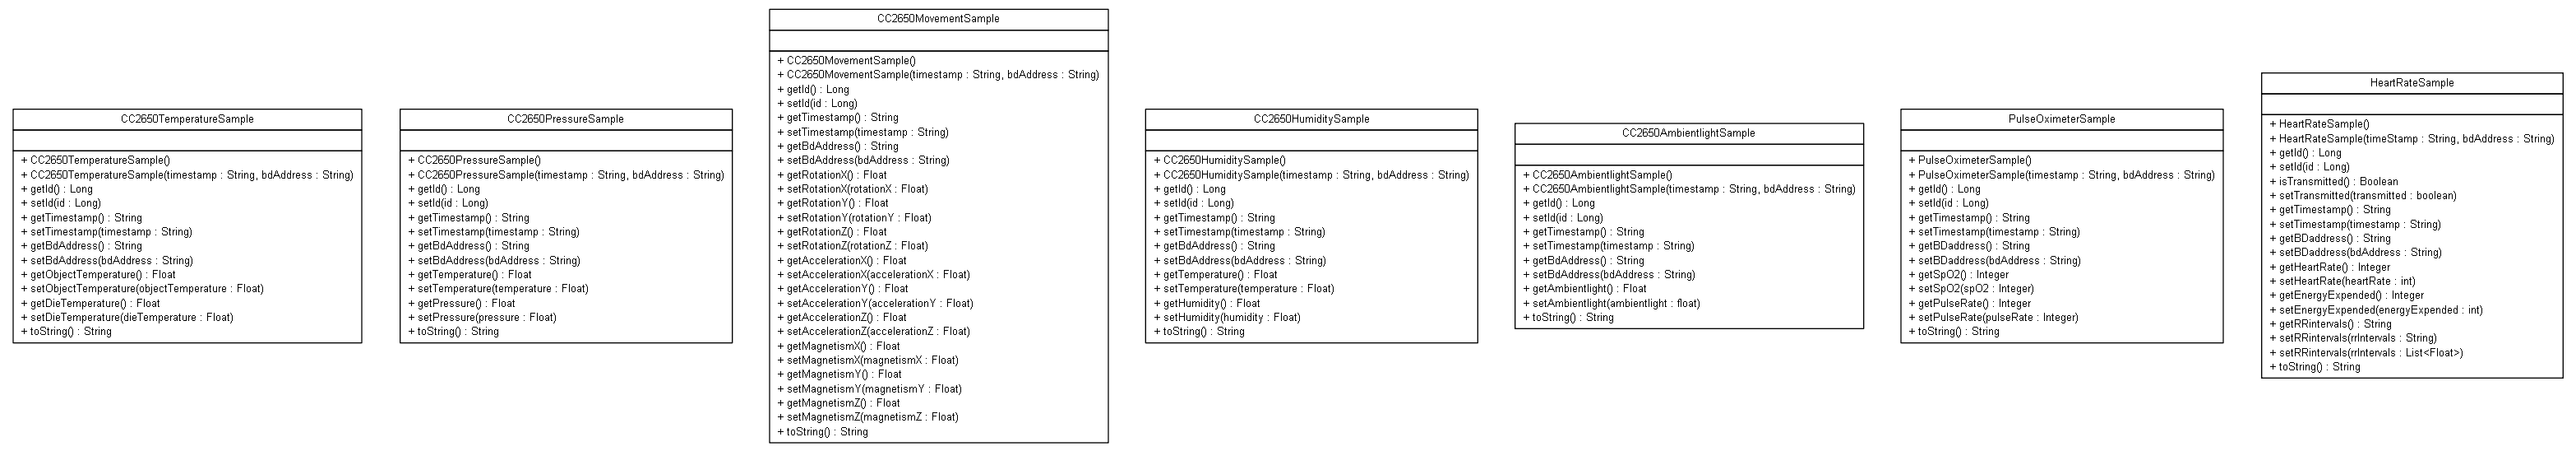 CC2650TemperatureSample
+ CC2650TemperatureSample()
+ CC2650TemperatureSample(timestamp : String, bdAddress : String)
+ getId() : Long
+ setId(id : Long)
+ getTimestamp() : String
+ setTimestamp(timestamp : String)
+ getBdAddress() : String
+ setBdAddress(bdAddress : String)
+ getObjectTemperature() : Float
+ setObjectTemperature(objectTemperature : Float)
+ getDieTemperature() : Float
+ setDieTemperature(dieTemperature : Float)
+ toString() : String
CC2650PressureSample
+ CC2650PressureSample()
+ CC2650PressureSample(timestamp : String, bdAddress : String)
+ getId() : Long
+ setId(id : Long)
+ getTimestamp() : String
+ setTimestamp(timestamp : String)
+ getBdAddress() : String
+ setBdAddress(bdAddress : String)
+ getTemperature() : Float
+ setTemperature(temperature : Float)
+ getPressure() : Float
+ setPressure(pressure : Float)
+ toString() : String
CC2650MovementSample
+ CC2650MovementSample()
+ CC2650MovementSample(timestamp : String, bdAddress : String)
+ getId() : Long
+ setId(id : Long)
+ getTimestamp() : String
+ setTimestamp(timestamp : String)
+ getBdAddress() : String
+ setBdAddress(bdAddress : String)
+ getRotationX() : Float
+ setRotationX(rotationX : Float)
+ getRotationY() : Float
+ setRotationY(rotationY : Float)
+ getRotationZ() : Float
+ setRotationZ(rotationZ : Float)
+ getAccelerationX() : Float
+ setAccelerationX(accelerationX : Float)
+ getAccelerationY() : Float
+ setAccelerationY(accelerationY : Float)
+ getAccelerationZ() : Float
+ setAccelerationZ(accelerationZ : Float)
+ getMagnetismX() : Float
+ setMagnetismX(magnetismX : Float)
+ getMagnetismY() : Float
+ setMagnetismY(magnetismY : Float)
+ getMagnetismZ() : Float
+ setMagnetismZ(magnetismZ : Float)
+ toString() : String
CC2650HumiditySample
+ CC2650HumiditySample()
+ CC2650HumiditySample(timestamp : String, bdAddress : String)
+ getId() : Long
+ setId(id : Long)
+ getTimestamp() : String
+ setTimestamp(timestamp : String)
+ getBdAddress() : String
+ setBdAddress(bdAddress : String)
+ getTemperature() : Float
+ setTemperature(temperature : Float)
+ getHumidity() : Float
+ setHumidity(humidity : Float)
+ toString() : String
CC2650AmbientlightSample
+ CC2650AmbientlightSample()
+ CC2650AmbientlightSample(timestamp : String, bdAddress : String)
+ getId() : Long
+ setId(id : Long)
+ getTimestamp() : String
+ setTimestamp(timestamp : String)
+ getBdAddress() : String
+ setBdAddress(bdAddress : String)
+ getAmbientlight() : Float
+ setAmbientlight(ambientlight : float)
+ toString() : String
PulseOximeterSample
+ PulseOximeterSample()
+ PulseOximeterSample(timestamp : String, bdAddress : String)
+ getId() : Long
+ setId(id : Long)
+ getTimestamp() : String
+ setTimestamp(timestamp : String)
+ getBDaddress() : String
+ setBDaddress(bdAddress : String)
+ getSpO2() : Integer
+ setSpO2(spO2 : Integer)
+ getPulseRate() : Integer
+ setPulseRate(pulseRate : Integer)
+ toString() : String
HeartRateSample
+ HeartRateSample()
+ HeartRateSample(timeStamp : String, bdAddress : String)
+ getId() : Long
+ setId(id : Long)
+ isTransmitted() : Boolean
+ setTransmitted(transmitted : boolean)
+ getTimestamp() : String
+ setTimestamp(timestamp : String)
+ getBDaddress() : String
+ setBDaddress(bdAddress : String)
+ getHeartRate() : Integer
+ setHeartRate(heartRate : int)
+ getEnergyExpended() : Integer
+ setEnergyExpended(energyExpended : int)
+ getRRintervals() : String
+ setRRintervals(rrIntervals : String)
+ setRRintervals(rrIntervals : List<Float>)
+ toString() : String